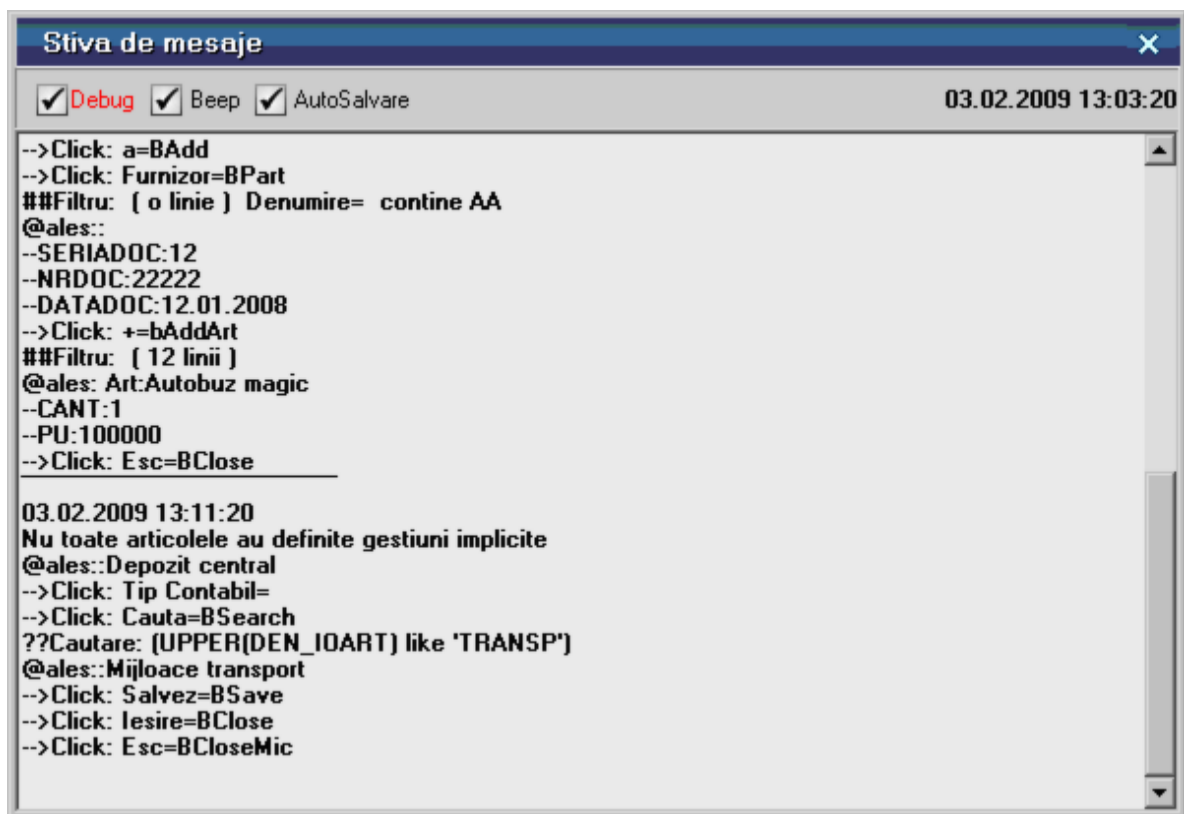 Stiva de mesaje
Debug Beep AutoSalvare 03.02.2009 13:03:20
-->Click: a=BAdd
-->Click: Furnizor=BPart
##Filtru:  ( o linie )  Denumire=  contine AA
@ales::
--SERIADOC:12
--NRDOC:22222
--DATADOC:12.01.2008
-->Click: +=bAddArt
##Filtru:  ( 12 linii )
@ales: Art:Autobuz magic
--CANT:1
--PU:100000
-->Click: Esc=BClose
03.02.2009 13:11:20
Nu toate articolele au definite gestiuni implicite
@ales::Depozit central
-->Click: Tip Contabil=
-->Click: Cauta=BSearch
??Cautare: (UPPER(DEN_IOART) like 'TRANSP')
@ales::Mijloace transport
-->Click: Salvez=BSave
-->Click: Iesire=BClose
-->Click: Esc=BCloseMic